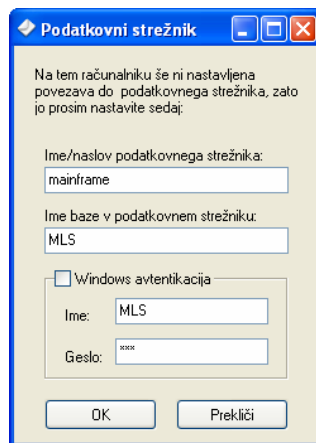 Podatkovni strežnik
Na tem računalniku še ni nastavljena
povezava do podatkovnega strežnika, zato
jo prosim nastavite sedaj:
Ime/naslov podatkovnega strežnika:
mainframe
Ime baze v podatkovnem strežniku:
MLS
Windows avtentikacija
Ime:
MLS
Geslo:
***
OK
Prekliči